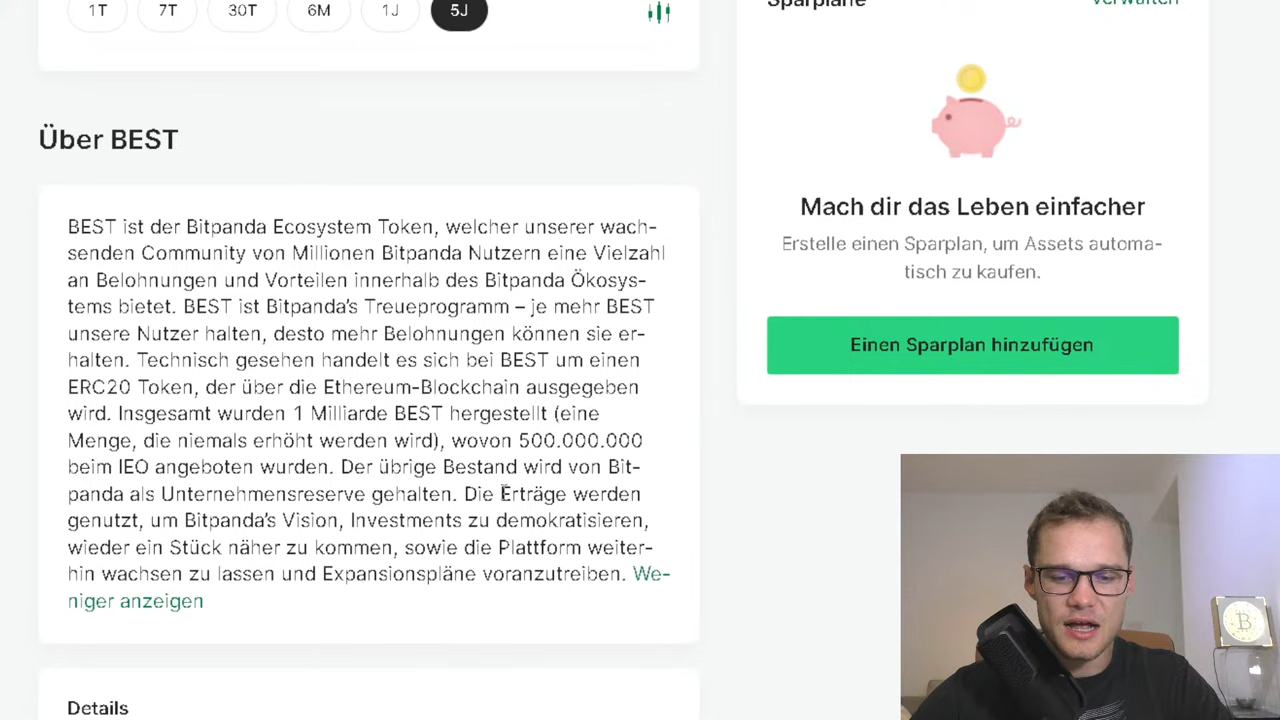 1T 7T 30T 6M 1J 5J
Sparpläne Verwalten
Über BEST
BEST ist der Bitpanda Ecosystem Token, welcher unserer wach-
senden Community von Millionen Bitpanda Nutzern eine Vielzahl
an Belohnungen und Vorteilen innerhalb des Bitpanda Ökosys-
tems bietet. BEST ist Bitpanda’s Treueprogramm – je mehr BEST
unsere Nutzer halten, desto mehr Belohnungen können sie er-
halten. Technisch gesehen handelt es sich bei BEST um einen
ERC20 Token, der über die Ethereum-Blockchain ausgegeben
wird. Insgesamt wurden 1 Milliarde BEST hergestellt (eine
Menge, die niemals erhöht werden wird), wovon 500.000.000
beim IEO angeboten wurden. Der übrige Bestand wird von Bit-
panda als Unternehmensreserve gehalten. Die Erträge werden
genutzt, um Bitpanda’s Vision, Investments zu demokratisieren,
wieder ein Stück näher zu kommen, sowie die Plattform weiter-
hin wachsen zu lassen und Expansionspläne voranzutreiben. We-
niger anzeigen
Details
Mach dir das Leben einfacher
Erstelle einen Sparplan, um Assets automa-
tisch zu kaufen.
Einen Sparplan hinzufügen